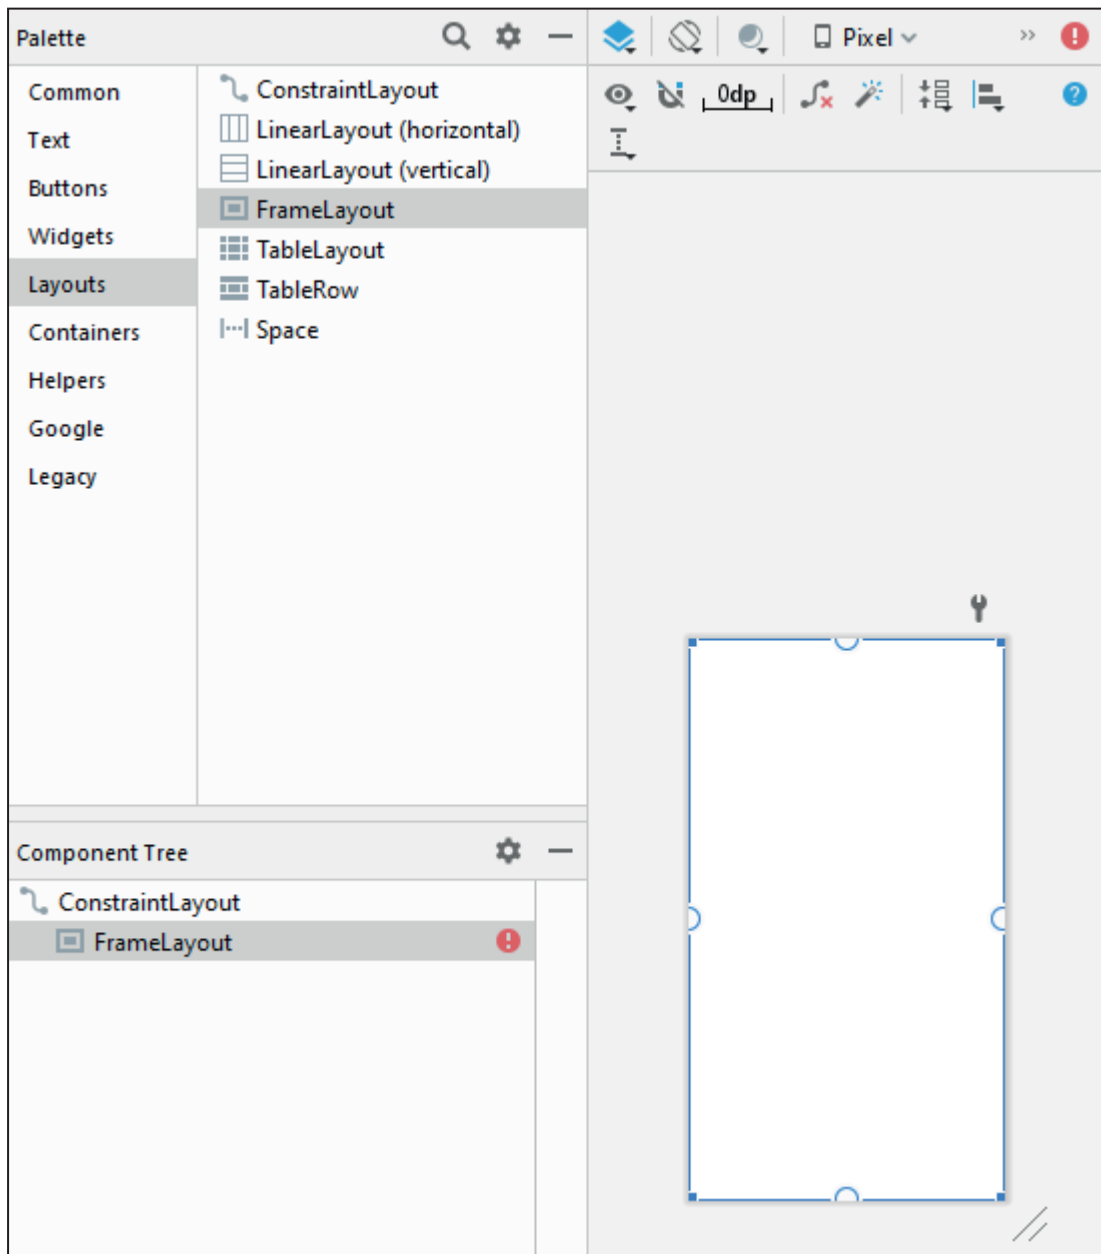 Palette
Common
Text
Buttons
Widgets
Layouts
Containers
Helpers
Google
Legacy
ConstraintLayout
LinearLayout (horizontal)
LinearLayout (vertical)
FrameLayout
TableLayout
TableRow
Space
Pixel
0dp
Component Tree
ConstraintLayout
FrameLayout